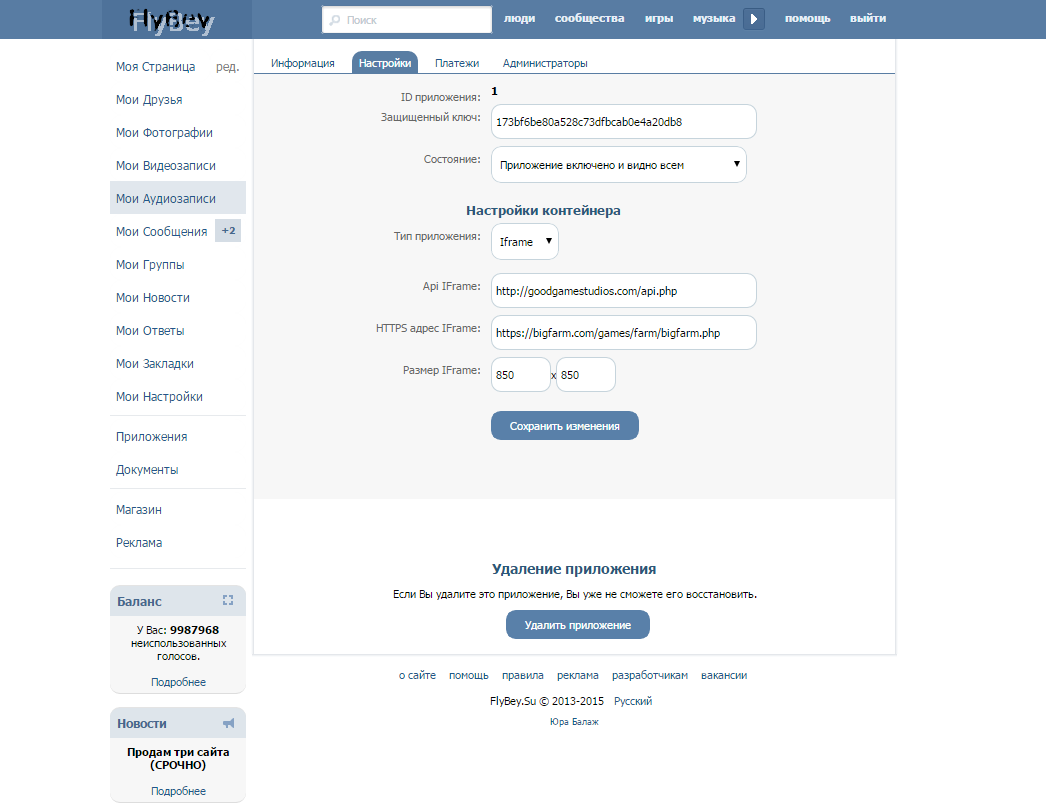 FlyBey
Поиск
люди сообщества игры музыка помощь выйти
Моя Страница ред.
Мои Друзья
Мои Фотографии
Мои Видеозаписи
Мои Аудиозаписи
Мои Сообщения +2
Мои Группы
Мои Новости
Мои Ответы
Мои Закладки
Мои Настройки
Приложения
Документы
Магазин
Реклама
Баланс
У Вас: 9987968
неиспользованных
голосов.
Подробнее
Новости
Продам три сайта
(СРОЧНО)
Подробнее
Информация Настройки Платежи Администраторы
ID приложения: 1
Защищенный ключ: 173bf6be80a528c73dfbcab0e4a20db8
Состояние: Приложение включено и видно всем
Настройки контейнера
Тип приложения: Iframe
Api IFrame: http://goodgamestudios.com/api.php
HTTPS адрес IFrame: https://bigfarm.com/games/farm/bigfarm.php
Размер IFrame: 850 x 850
Сохранить изменения
Удаление приложения
Если Вы удалите это приложение, Вы уже не сможете его восстановить.
Удалить приложение
о сайте помощь правила реклама разработчикам вакансии
FlyBey.Su © 2013-2015 Русский
Юра Балаж